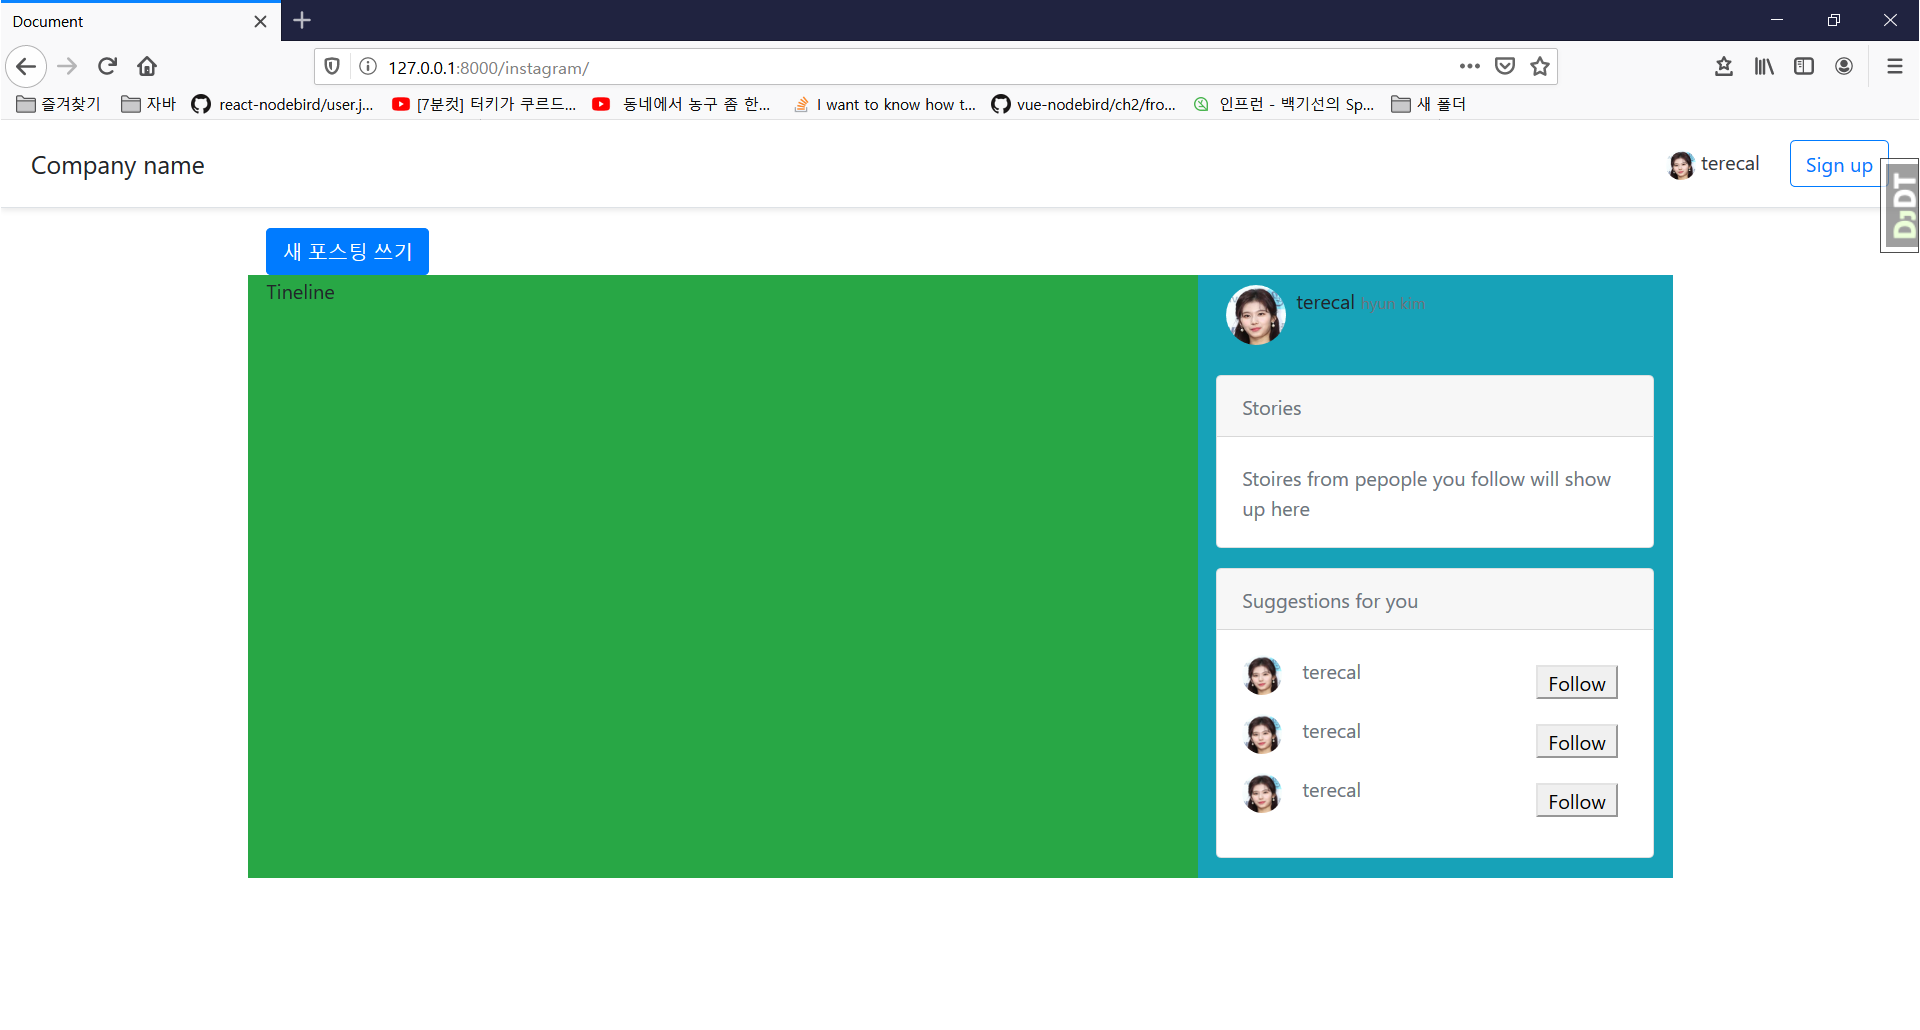 Document
127.0.0.1:8000/instagram/
즐겨찾기
자바
react-nodebird/user.j...
[7분컷] 터키가 쿠르드...
동네에서 농구 좀 한...
I want to know how t...
vue-nodebird/ch2/fro...
인프런 - 백기선의 Sp...
새 폴더
Company name
terecal
Sign up
DJDT
새 포스팅 쓰기
Tineline
terecal hyun kim
Stories
Stoires from pepople you follow will show
up here
Suggestions for you
terecal
Follow
terecal
Follow
terecal
Follow